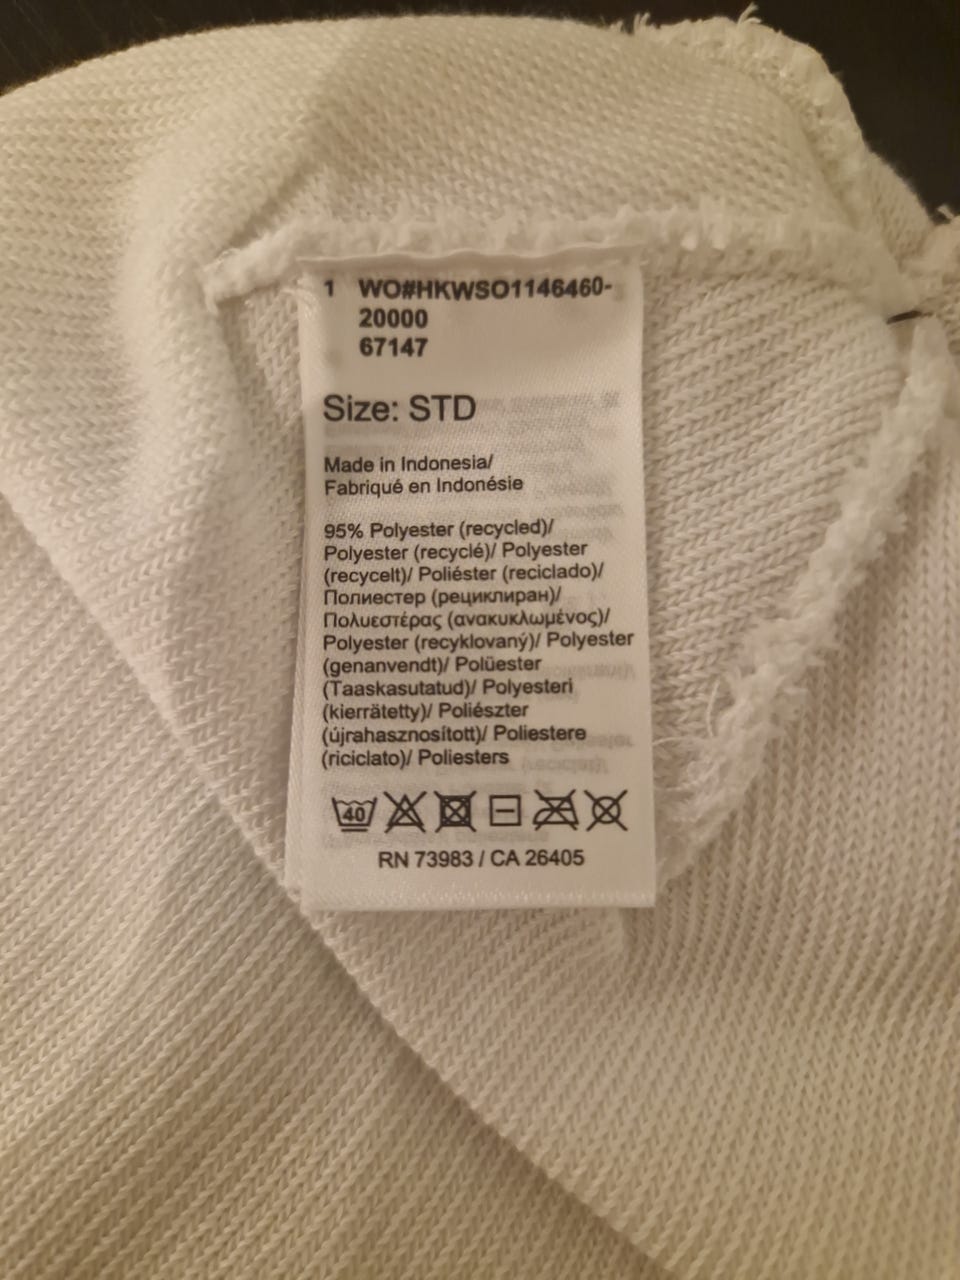 1 WO#HKWSO1146460-
20000
67147
Size: STD
Made in Indonesia/
Fabriqué en Indonésie
95% Polyester (recycled)/
Polyester (recyclé)/ Polyester
(recycelt)/ Poliéster (reciclado)/
Полиестер (рециклиран)/
Πολυεστέρας (ανακυκλωμένος)/
Polyester (recyklovaný)/ Polyester
(genanvendt)/ Polüester
(Taaskasutatud)/ Polyesteri
(kierrätetty)/ Poliészter
(újrahasznosított)/ Poliestere
(riciclato)/ Poliesters
40
RN 73983 / CA 26405